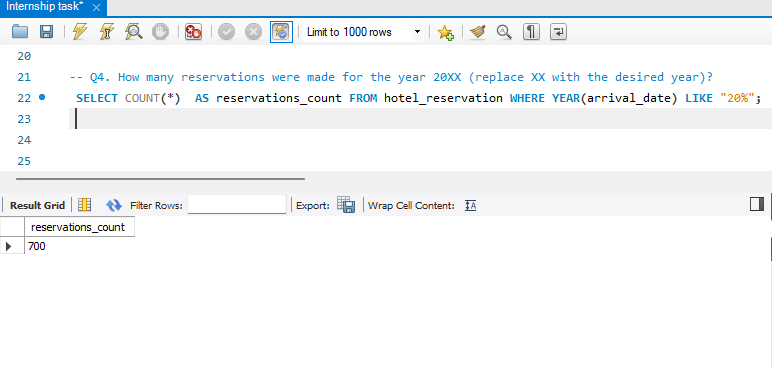 Internship task*
Limit to 1000 rows
20
21 -- Q4. How many reservations were made for the year 20XX (replace XX with the desired year)?
22 SELECT COUNT(*)  AS reservations_count FROM hotel_reservation WHERE YEAR(arrival_date) LIKE "20%";
23
24
25
Result Grid Filter Rows: Export: Wrap Cell Content:
reservations_count
700